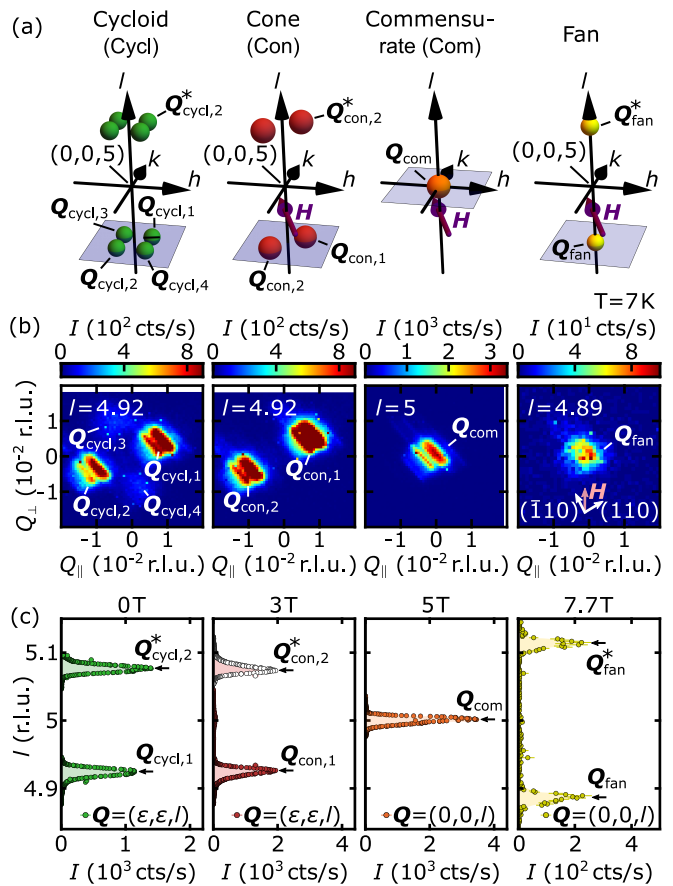 (a) Cycloid (Cycl) Cone (Con) Commensu-rate (Com) Fan
l l l l
Q*cycl,2 Q*con,2 Q*fan
(0,0,5) k (0,0,5) k Qcom k (0,0,5) k
h h h h
Qcycl,3 Qcycl,1 H H
Qcycl,2 Qcycl,4 Qcon,2 Qcon,1 Qfan
T=7K
(b) I (10² cts/s) I (10² cts/s) I (10³ cts/s) I (10¹ cts/s)
0 4 8 0 4 8 0 1 2 3 0 4 8
l=4.92 l=4.92 l=5 l=4.89
Qcycl,3 Qcycl,1 Qcom Qfan
Qcycl,2 Qcycl,4 Qcon,2 Qcon,1
H
(1̄10) (110)
Q⊥ (10⁻² r.l.u.)
1
0
-1
-1 0 1 -1 0 1 -1 0 1 -1 0 1
Q∥ (10⁻² r.l.u.) Q∥ (10⁻² r.l.u.) Q∥ (10⁻² r.l.u.) Q∥ (10⁻² r.l.u.)
(c) 0T 3T 5T 7.7T
l (r.l.u.)
5.1
5
4.9
Q*cycl,2 Q*con,2 Q*fan
Qcom
Qcycl,1 Qcon,1 Qfan
Q=(ε,ε,l) Q=(ε,ε,l) Q=(0,0,l) Q=(0,0,l)
0 1 2 0 2 4 0 1 2 3 4 0 2 4
I (10³ cts/s) I (10³ cts/s) I (10³ cts/s) I (10² cts/s)